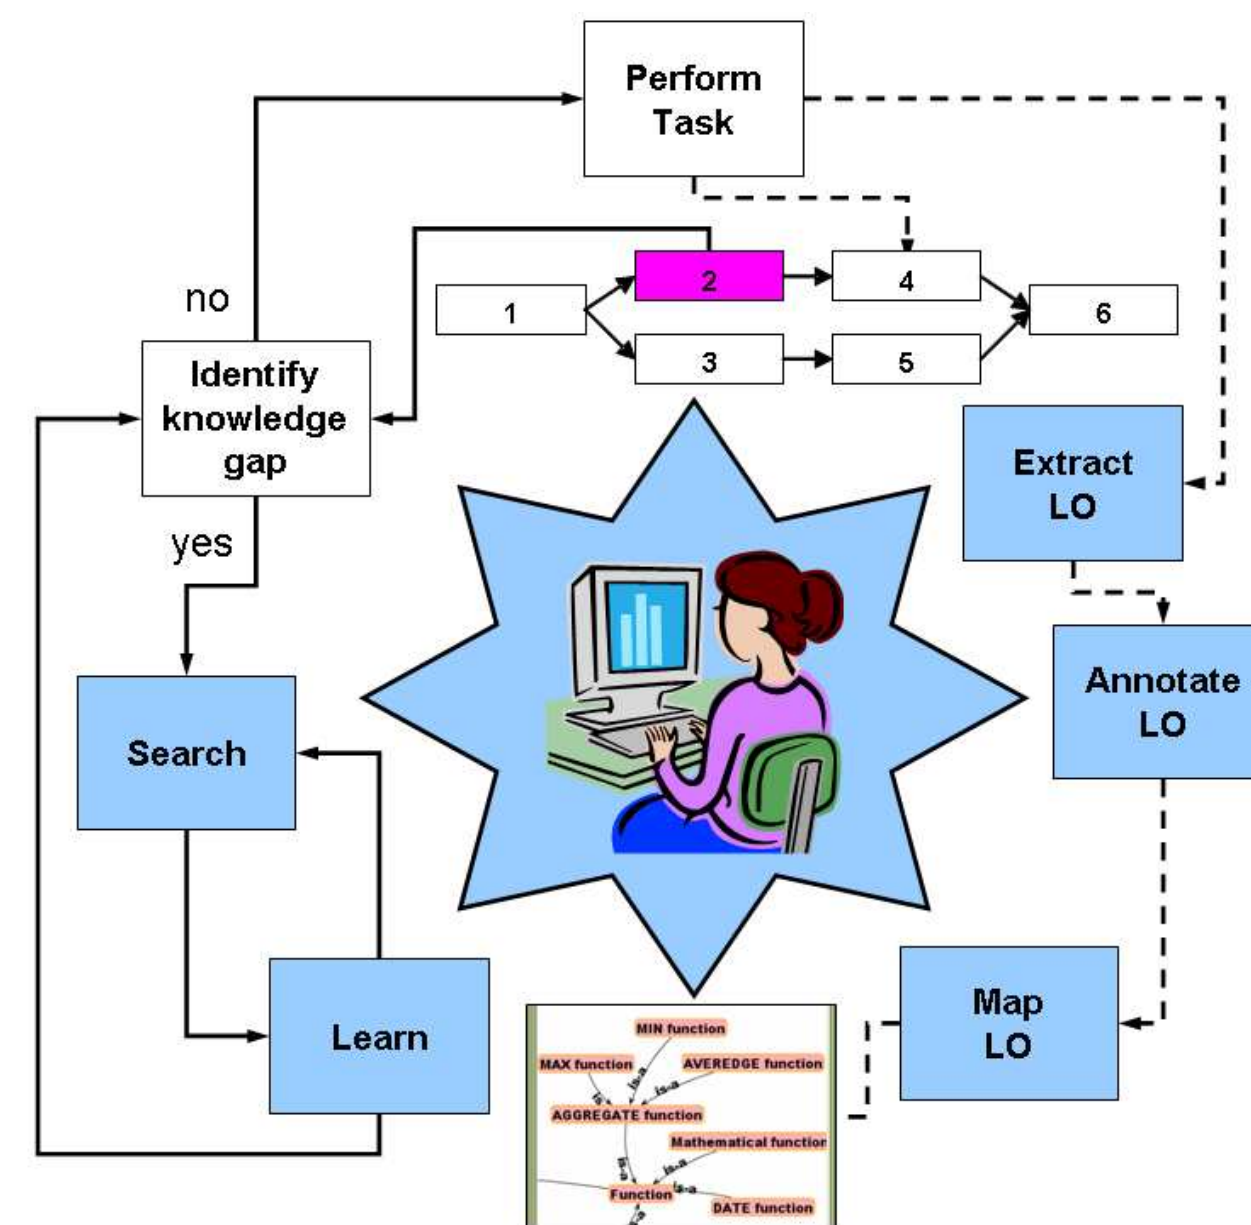 Perform
Task
no
1
2
4
6
3
5
Identify
knowledge
gap
yes
Extract
LO
Annotate
LO
Search
Learn
Map
LO
MIN function
MAX function
AVEREDGE function
is-a
is-a
AGGREGATE function
Mathematical function
is-a
is-a
Function
is-a
DATE function